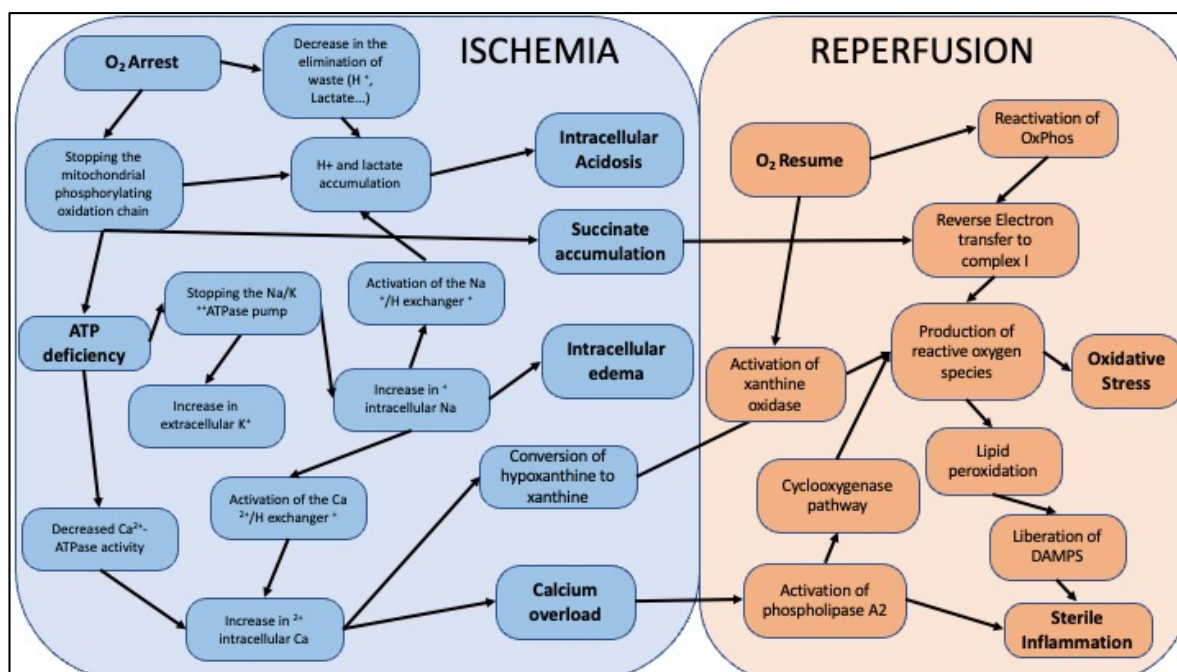 ISCHEMIA
REPERFUSION
O₂ Arrest
Decrease in the
elimination of
waste (H ⁺,
Lactate...)
Stopping the
mitochondrial
phosphorylating
oxidation chain
H+ and lactate
accumulation
Intracellular
Acidosis
Succinate
accumulation
Activation of the Na
⁺/H exchanger ⁺
Stopping the Na/K
⁺⁺ATPase pump
ATP
deficiency
Increase in
extracellular K⁺
Increase in ⁺
intracellular Na
Intracellular
edema
Activation of the Ca
²⁺/H exchanger ⁺
Conversion of
hypoxanthine to
xanthine
Decreased Ca²⁺-
ATPase activity
Increase in ²⁺
intracellular Ca
Calcium
overload
O₂ Resume
Reactivation of
OxPhos
Reverse Electron
transfer to
complex I
Production of
reactive oxygen
species
Oxidative
Stress
Activation of
xanthine
oxidase
Lipid
peroxidation
Cyclooxygenase
pathway
Liberation of
DAMPS
Activation of
phospholipase A2
Sterile
Inflammation